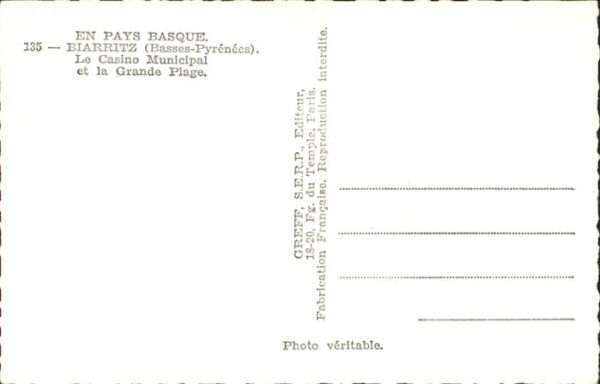 EN PAYS BASQUE.
135 — BIARRITZ (Basses-Pyrénées).
Le Casino Municipal
et la Grande Plage.
GREFF, S.E.R.P., Editeur,
18-20, Fg. du Temple, Paris.
Fabrication Française. Reproduction interdite.
Photo véritable.